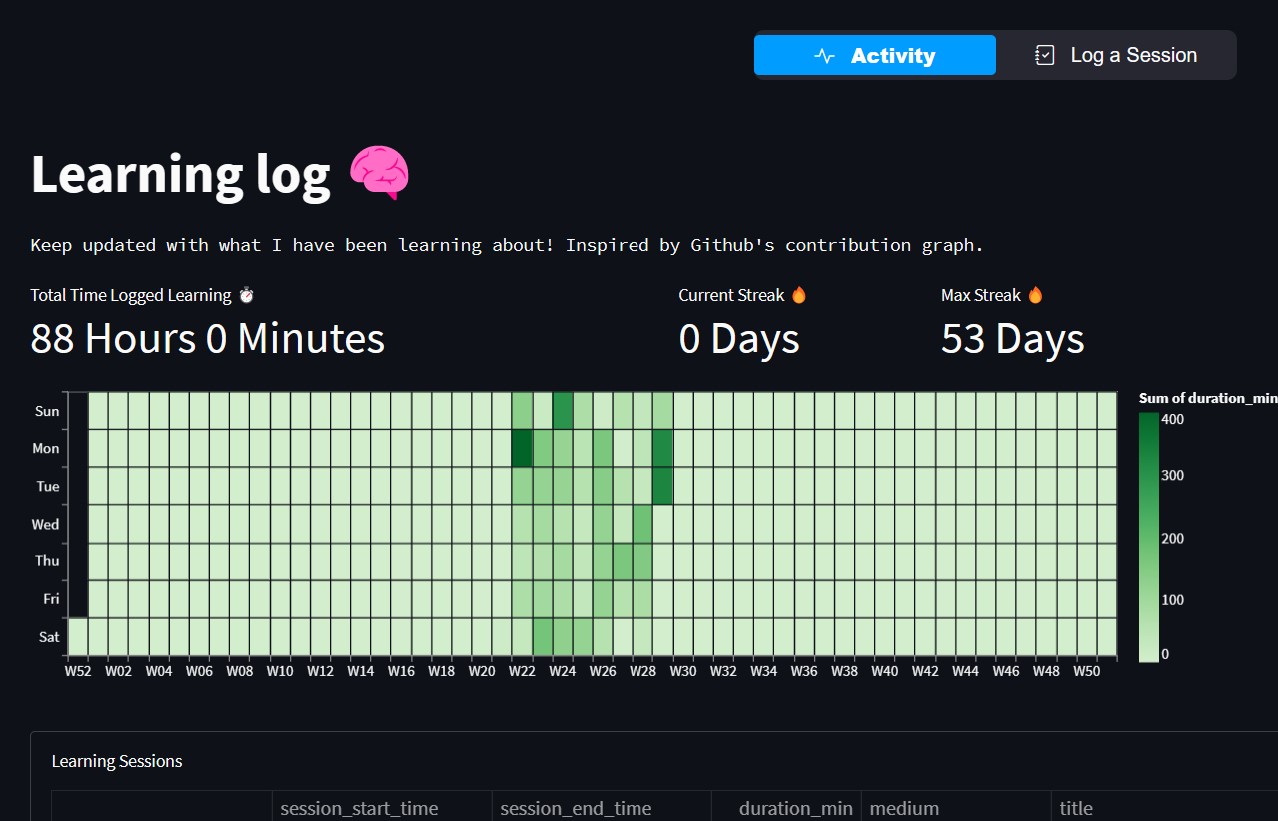 Activity
Log a Session
Learning log
Keep updated with what I have been learning about! Inspired by Github's contribution graph.
Total Time Logged Learning
88 Hours 0 Minutes
Current Streak
0 Days
Max Streak
53 Days
Sun
Mon
Tue
Wed
Thu
Fri
Sat
W52 W02 W04 W06 W08 W10 W12 W14 W16 W18 W20 W22 W24 W26 W28 W30 W32 W34 W36 W38 W40 W42 W44 W46 W48 W50
Sum of duration_min
400
300
200
100
0
Learning Sessions
session_start_time session_end_time duration_min medium title